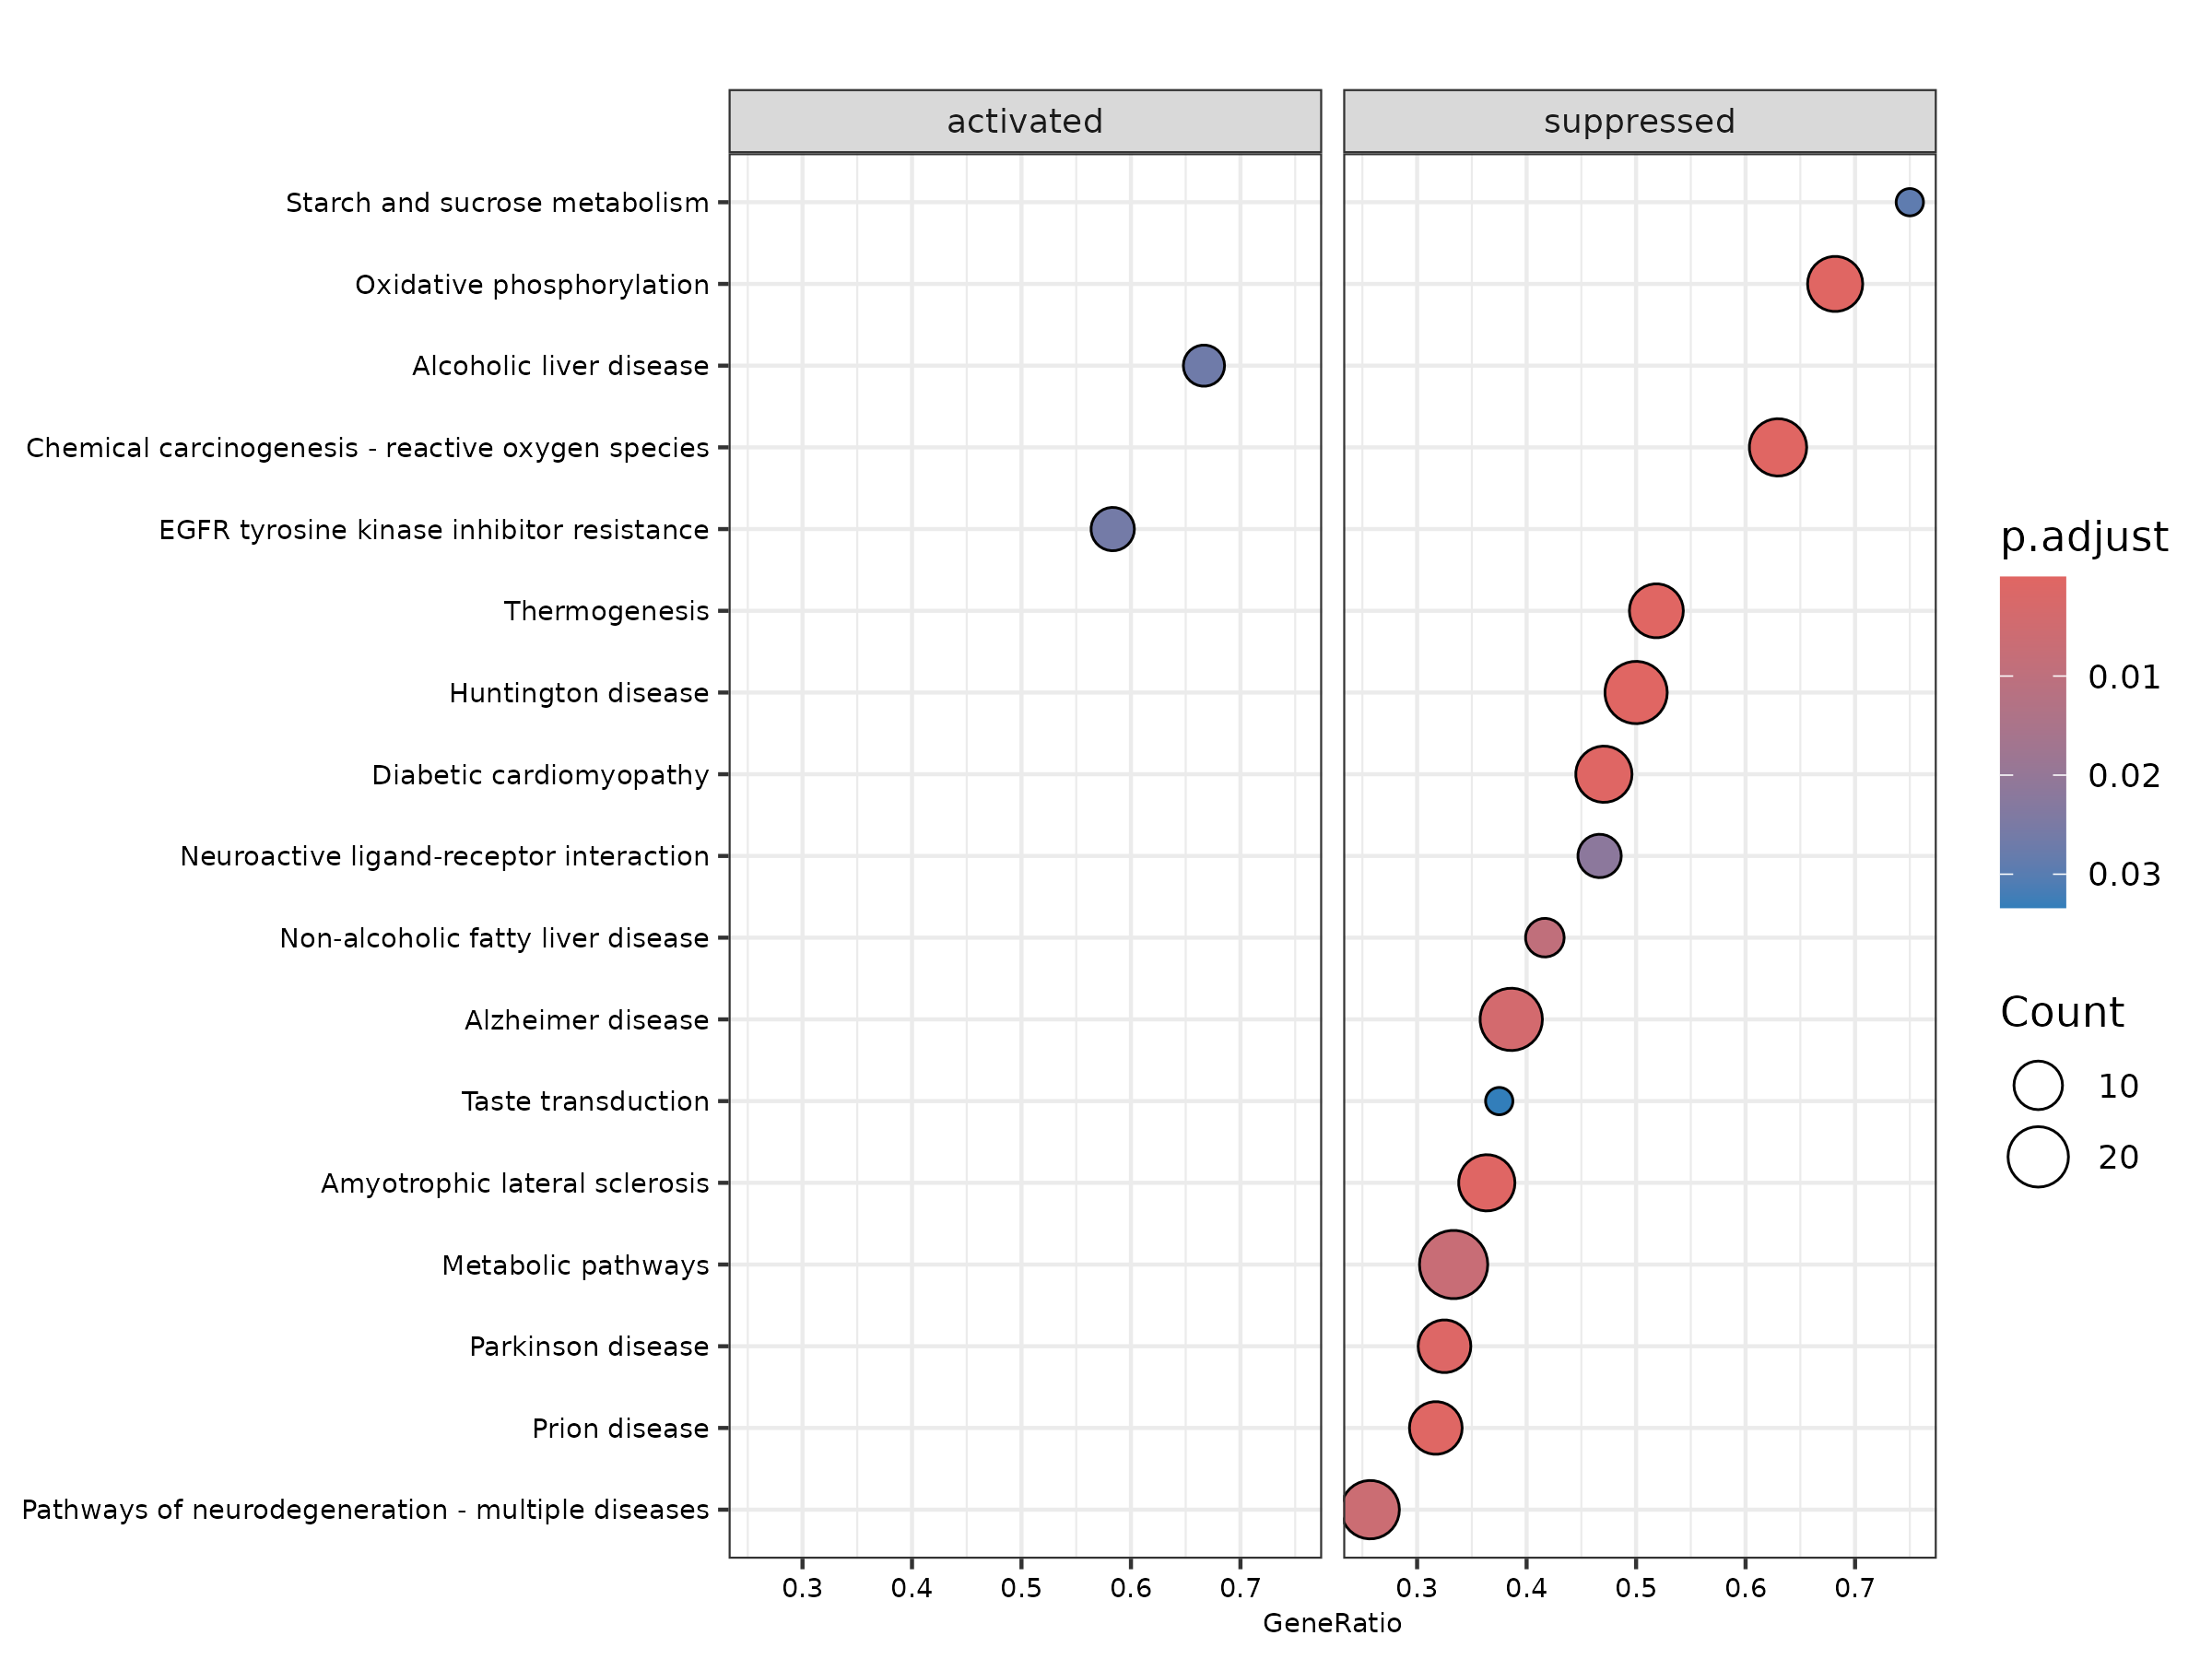 activated
suppressed
Starch and sucrose metabolism
Oxidative phosphorylation
Alcoholic liver disease
Chemical carcinogenesis - reactive oxygen species
EGFR tyrosine kinase inhibitor resistance
Thermogenesis
Huntington disease
Diabetic cardiomyopathy
Neuroactive ligand-receptor interaction
Non-alcoholic fatty liver disease
Alzheimer disease
Taste transduction
Amyotrophic lateral sclerosis
Metabolic pathways
Parkinson disease
Prion disease
Pathways of neurodegeneration - multiple diseases
0.3 0.4 0.5 0.6 0.7
0.3 0.4 0.5 0.6 0.7
GeneRatio
p.adjust
0.01
0.02
0.03
Count
10
20